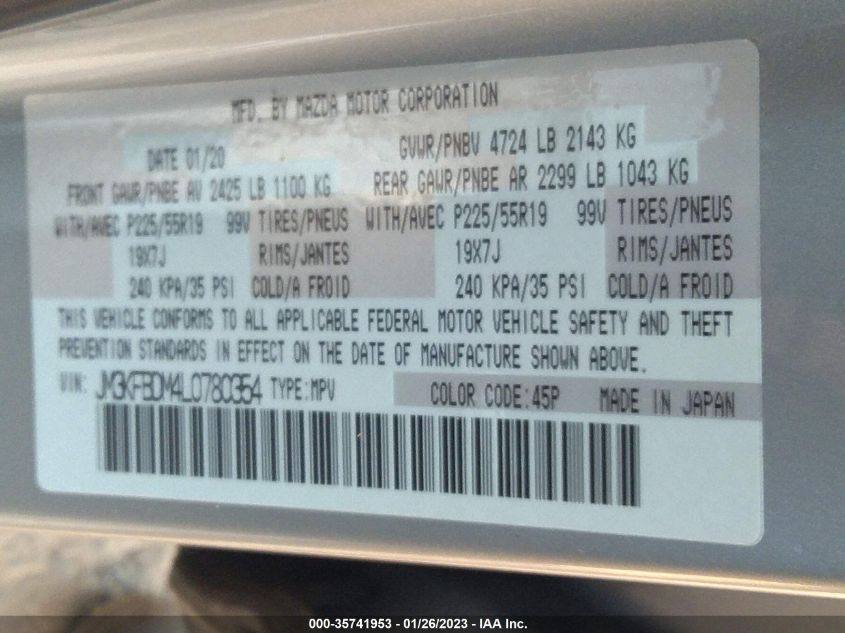 MFD. BY MAZDA MOTOR CORPORATION
DATE 01/20 GVWR/PNBV 4724 LB 2143 KG
FRONT GAWR/PNBE AV 2425 LB 1100 KG REAR GAWR/PNBE AR 2299 LB 1043 KG
WITH/AVEC P225/55R19 99V TIRES/PNEUS WITH/AVEC P225/55R19 99V TIRES/PNEUS
19X7J RIMS/JANTES 19X7J RIMS/JANTES
240 KPA/35 PSI COLD/A FROID 240 KPA/35 PSI COLD/A FROID
THIS VEHICLE CONFORMS TO ALL APPLICABLE FEDERAL MOTOR VEHICLE SAFETY AND THEFT
PREVENTION STANDARDS IN EFFECT ON THE DATE OF MANUFACTURE SHOWN ABOVE.
VIN: JM3KFBDM4L0780354 TYPE:MPV COLOR CODE:45P MADE IN JAPAN
000-35741953 - 01/26/2023 - IAA Inc.